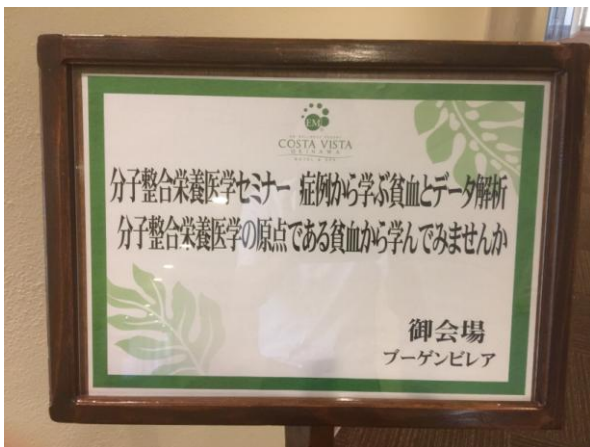 EM
COSTA VISTA
OKINAWA
HOTEL & SPA
分子整合栄養医学セミナー 症例から学ぶ貧血とデータ解析
分子整合栄養医学の原点である貧血から学んでみませんか
御会場
ブーゲンビレア